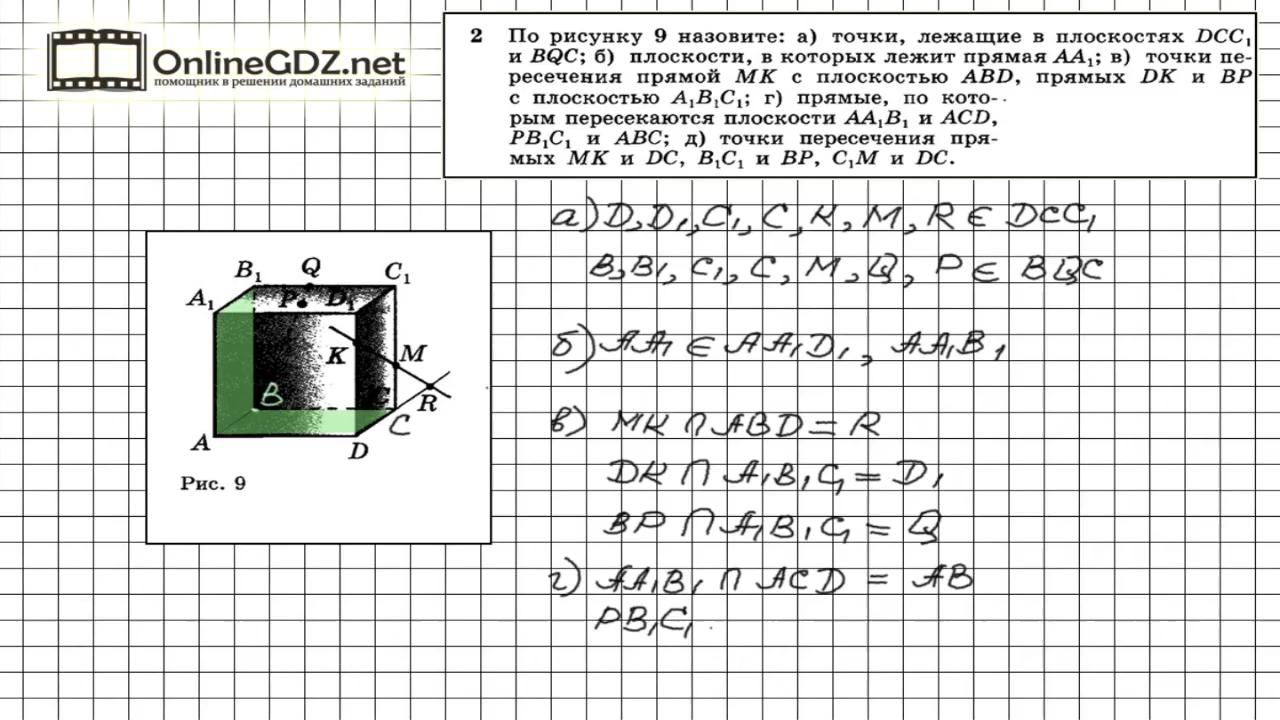 OnlineGDZ.net
помощник в решении домашних заданий
2 По рисунку 9 назовите: а) точки, лежащие в плоскостях DCC₁
и BQC; б) плоскости, в которых лежит прямая AA₁; в) точки пе-
ресечения прямой MK с плоскостью ABD, прямых DK и BP
с плоскостью A₁B₁C₁; г) прямые, по кото-
рым пересекаются плоскости AA₁B₁ и ACD,
PB₁C₁ и ABC; д) точки пересечения пря-
мых MK и DC, B₁C₁ и BP, C₁M и DC.
B₁ Q C₁
A₁ P D₁
K M
B C R
A D C
Рис. 9
а) D, D₁, C₁, C, K, M, R ∈ DCC₁
B, B₁, C₁, C, M, Q, P ∈ BQC
б) AA₁ ∈ AA₁D₁, AA₁B₁
в) MK ∩ ABD = R
DK ∩ A₁B₁C₁ = D₁
BP ∩ A₁B₁C₁ = Q
г) AA₁B₁ ∩ ACD = AB
PB₁C₁